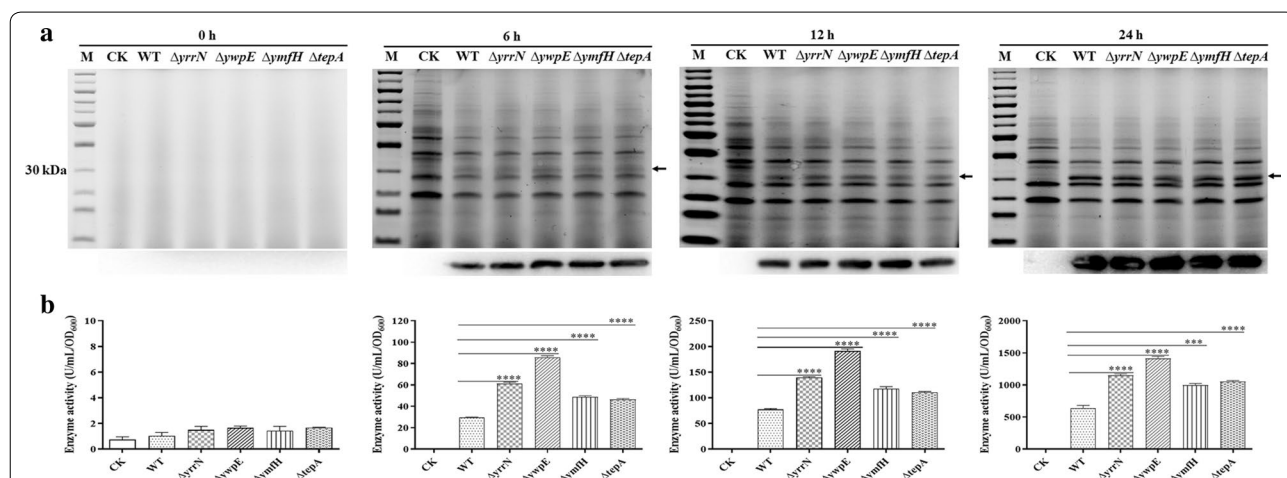 a
0 h
6 h
12 h
24 h
M CK WT ΔyrrN ΔywpE ΔymfH ΔtepA
M CK WT ΔyrrN ΔywpE ΔymfH ΔtepA
M CK WT ΔyrrN ΔywpE ΔymfH ΔtepA
M CK WT ΔyrrN ΔywpE ΔymfH ΔtepA
30 kDa
b
Enzyme activity (U/mL/OD600)
10
8
6
4
2
0
CK WT ΔyrrN ΔywpE ΔymfH ΔtepA
Enzyme activity (U/mL/OD600)
120
100
80
60
40
20
0
****
****
****
****
CK WT ΔyrrN ΔywpE ΔymfH ΔtepA
Enzyme activity (U/mL/OD600)
250
200
150
100
50
0
****
****
****
****
CK WT ΔyrrN ΔywpE ΔymfH ΔtepA
Enzyme activity (U/mL/OD600)
2000
1500
1000
500
0
****
***
****
****
CK WT ΔyrrN ΔywpE ΔymfH ΔtepA